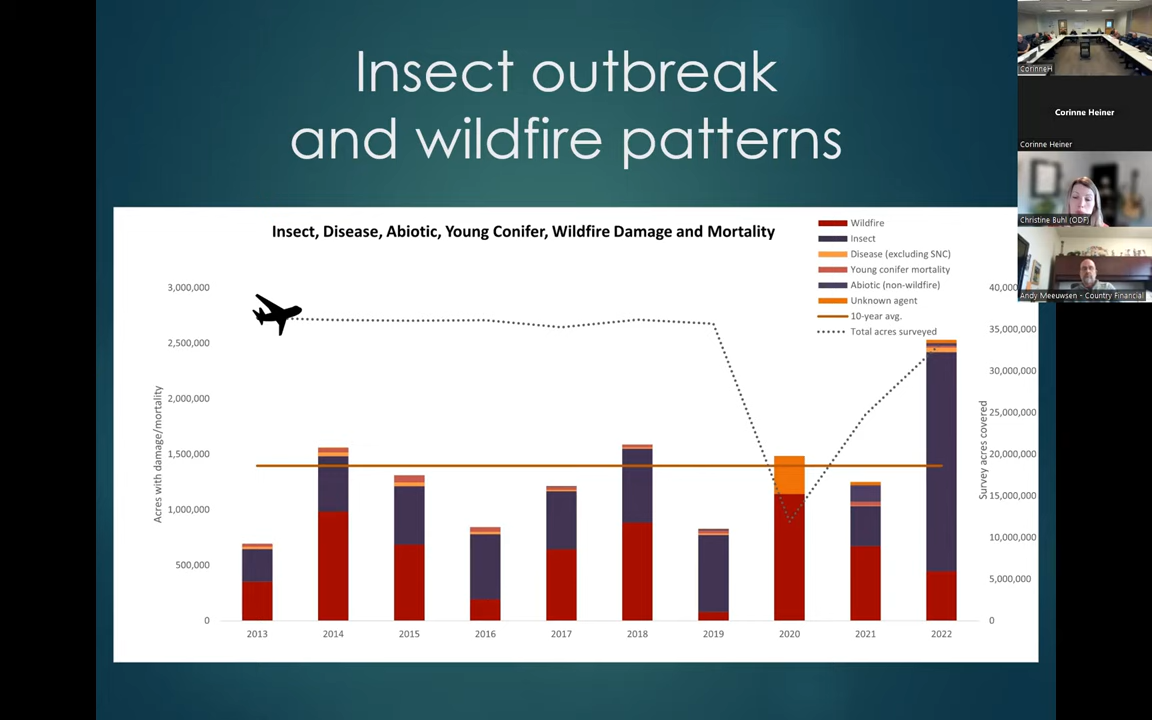 Insect outbreak
and wildfire patterns
Insect, Disease, Abiotic, Young Conifer, Wildfire Damage and Mortality
Wildfire
Insect
Disease (excluding SNC)
Young conifer mortality
Abiotic (non-wildfire)
Unknown agent
10-year avg.
Total acres surveyed
Acres with damage/mortality
3,000,000
2,500,000
2,000,000
1,500,000
1,000,000
500,000
0
2013 2014 2015 2016 2017 2018 2019 2020 2021 2022
35,000,000
30,000,000
25,000,000
20,000,000
15,000,000
10,000,000
5,000,000
0
Survey acres covered
CorinneH
Corinne Heiner
Corinne Heiner
Christine Buhl (ODF)
Andy Meeuwsen - Country Financial